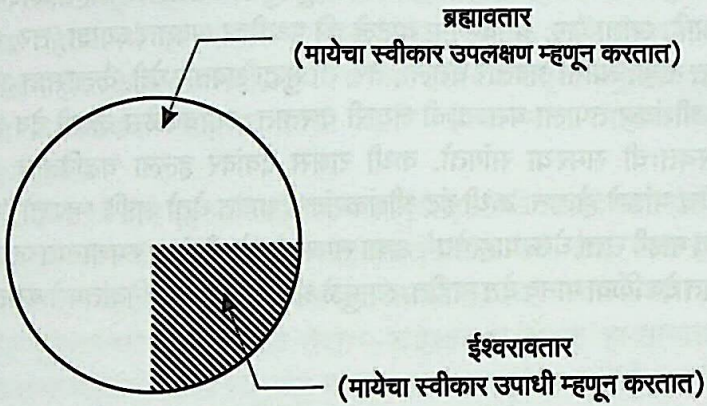 ब्रह्मावतार
(मायेचा स्वीकार उपलक्षण म्हणून करतात)
ईश्वरावतार
(मायेचा स्वीकार उपाधी म्हणून करतात)